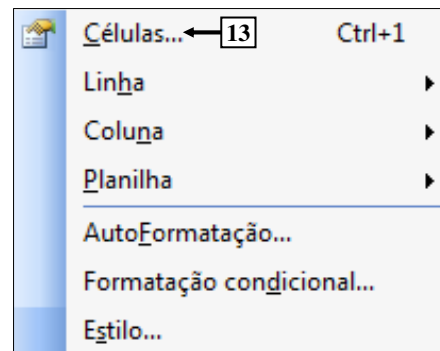 Células... 13 Ctrl+1
Linha
Coluna
Planilha
AutoFormatação...
Formatação condicional...
Estilo...